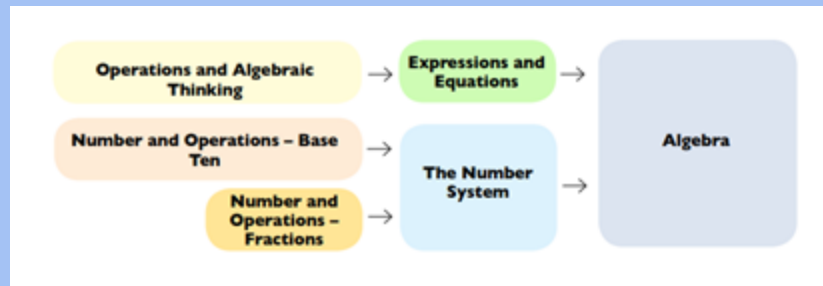 Operations and Algebraic
Thinking
Expressions and
Equations
Number and Operations – Base
Ten
Number and
Operations –
Fractions
The Number
System
Algebra